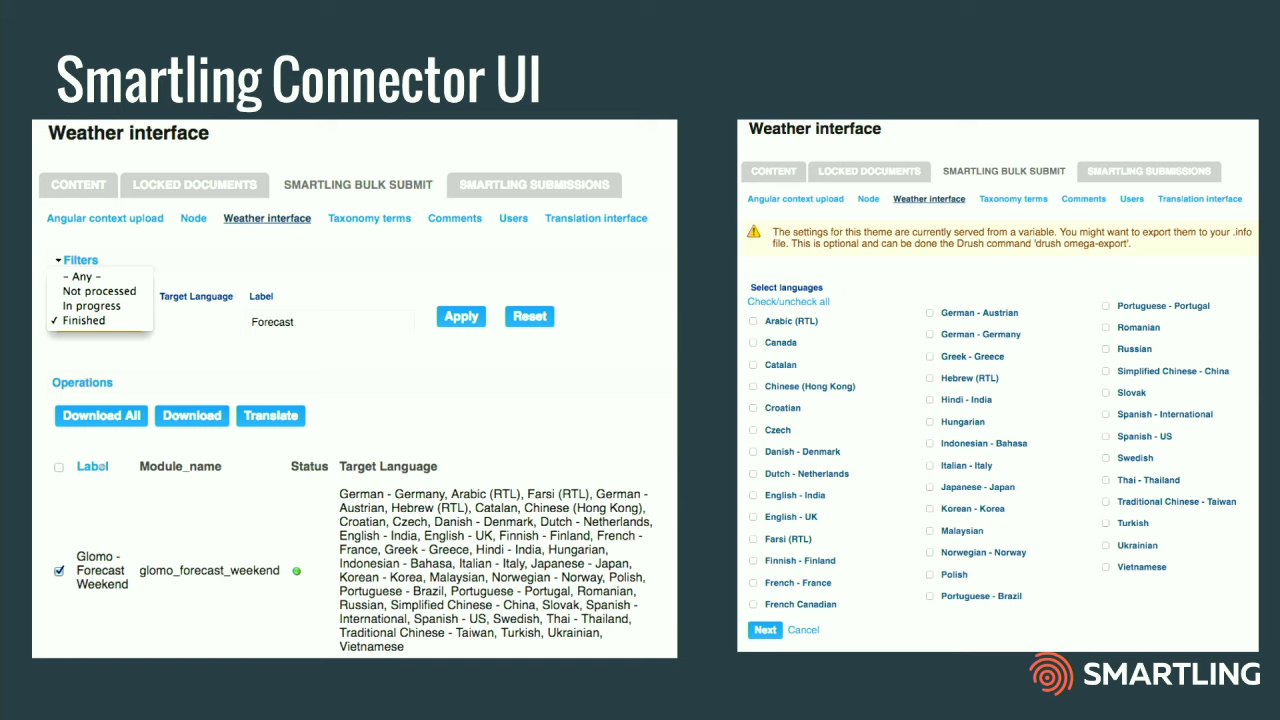 Smartling Connector UI
Weather interface
CONTENT
LOCKED DOCUMENTS
SMARTLING BULK SUBMIT
SMARTLING SUBMISSIONS
Angular context upload
Node
Weather interface
Taxonomy terms
Comments
Users
Translation interface
Filters
– Any –
Not processed
In progress
✓ Finished
Target Language
Label
Forecast
Apply
Reset
Operations
Download All
Download
Translate
Label
Module_name
Status
Target Language
Glomo -
Forecast
Weekend
glomo_forecast_weekend
German - Germany, Arabic (RTL), Farsi (RTL), German -
Austrian, Hebrew (RTL), Catalan, Chinese (Hong Kong),
Croatian, Czech, Danish - Denmark, Dutch - Netherlands,
English - India, English - UK, Finnish - Finland, French -
France, Greek - Greece, Hindi - India, Hungarian,
Indonesian - Bahasa, Italian - Italy, Japanese - Japan,
Korean - Korea, Malaysian, Norwegian - Norway, Polish,
Portuguese - Brazil, Portuguese - Portugal, Romanian,
Russian, Simplified Chinese - China, Slovak, Spanish -
International, Spanish - US, Swedish, Thai - Thailand,
Traditional Chinese - Taiwan, Turkish, Ukrainian,
Vietnamese
Weather interface
CONTENT
LOCKED DOCUMENTS
SMARTLING BULK SUBMIT
SMARTLING SUBMISSIONS
Angular context upload
Node
Weather interface
Taxonomy terms
Comments
Users
Translation interface
The settings for this theme are currently served from a variable. You might want to export them to your .info
file. This is optional and can be done the Drush command 'drush omega-export'.
Select languages
Check/uncheck all
Arabic (RTL)
Canada
Catalan
Chinese (Hong Kong)
Croatian
Czech
Danish - Denmark
Dutch - Netherlands
English - India
English - UK
Farsi (RTL)
Finnish - Finland
French - France
French Canadian
German - Austrian
German - Germany
Greek - Greece
Hebrew (RTL)
Hindi - India
Hungarian
Indonesian - Bahasa
Italian - Italy
Japanese - Japan
Korean - Korea
Malaysian
Norwegian - Norway
Polish
Portuguese - Brazil
Portuguese - Portugal
Romanian
Russian
Simplified Chinese - China
Slovak
Spanish - International
Spanish - US
Swedish
Thai - Thailand
Traditional Chinese - Taiwan
Turkish
Ukrainian
Vietnamese
Next
Cancel
SMARTLING